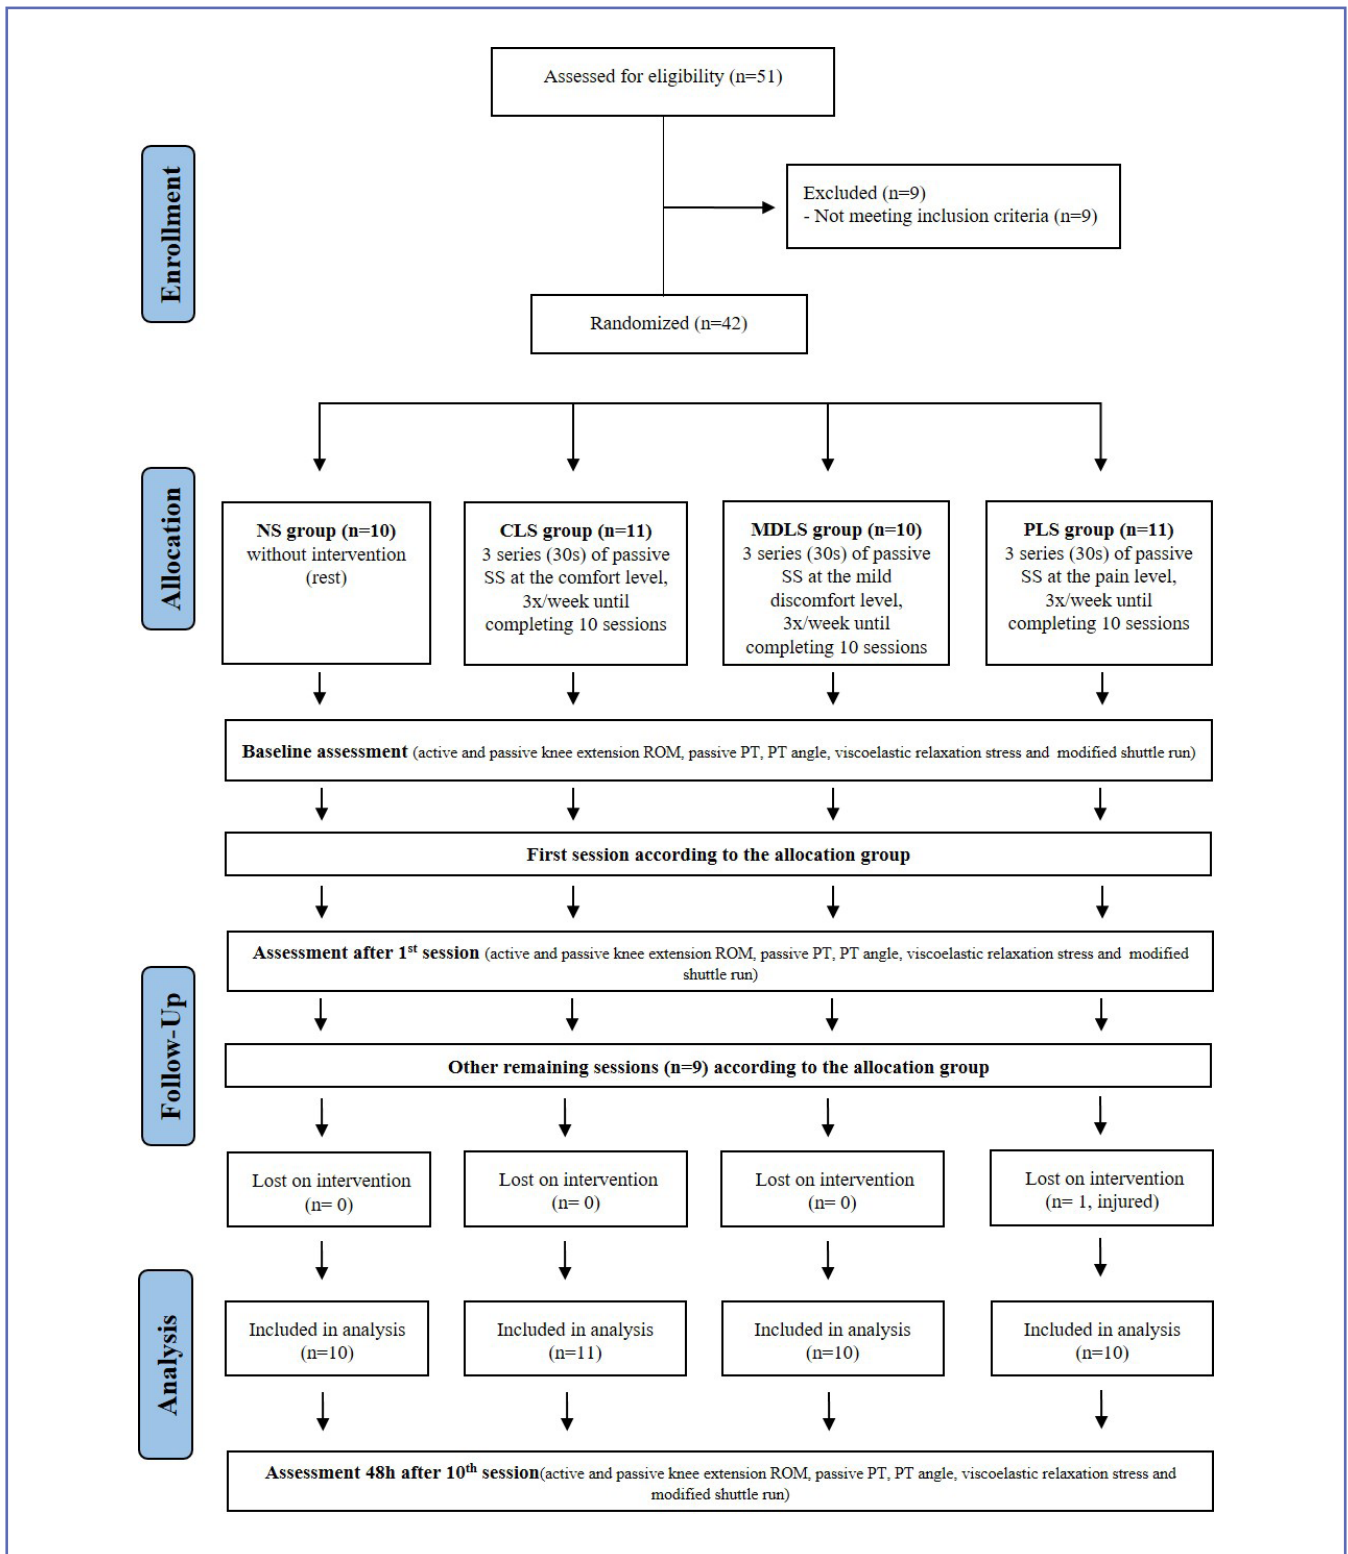 Assessed for eligibility (n=51)
Enrollment
Excluded (n=9)
- Not meeting inclusion criteria (n=9)
Randomized (n=42)
Allocation
NS group (n=10)
without intervention
(rest)
CLS group (n=11)
3 series (30s) of passive
SS at the comfort level,
3x/week until
completing 10 sessions
MDLS group (n=10)
3 series (30s) of passive
SS at the mild
discomfort level,
3x/week until
completing 10 sessions
PLS group (n=11)
3 series (30s) of passive
SS at the pain level,
3x/week until
completing 10 sessions
Baseline assessment (active and passive knee extension ROM, passive PT, PT angle, viscoelastic relaxation stress and modified shuttle run)
First session according to the allocation group
Follow-Up
Assessment after 1st session (active and passive knee extension ROM, passive PT, PT angle, viscoelastic relaxation stress and modified
shuttle run)
Other remaining sessions (n=9) according to the allocation group
Lost on intervention
(n= 0)
Lost on intervention
(n= 0)
Lost on intervention
(n= 0)
Lost on intervention
(n= 1, injured)
Analysis
Included in analysis
(n=10)
Included in analysis
(n=11)
Included in analysis
(n=10)
Included in analysis
(n=10)
Assessment 48h after 10th session(active and passive knee extension ROM, passive PT, PT angle, viscoelastic relaxation stress and
modified shuttle run)